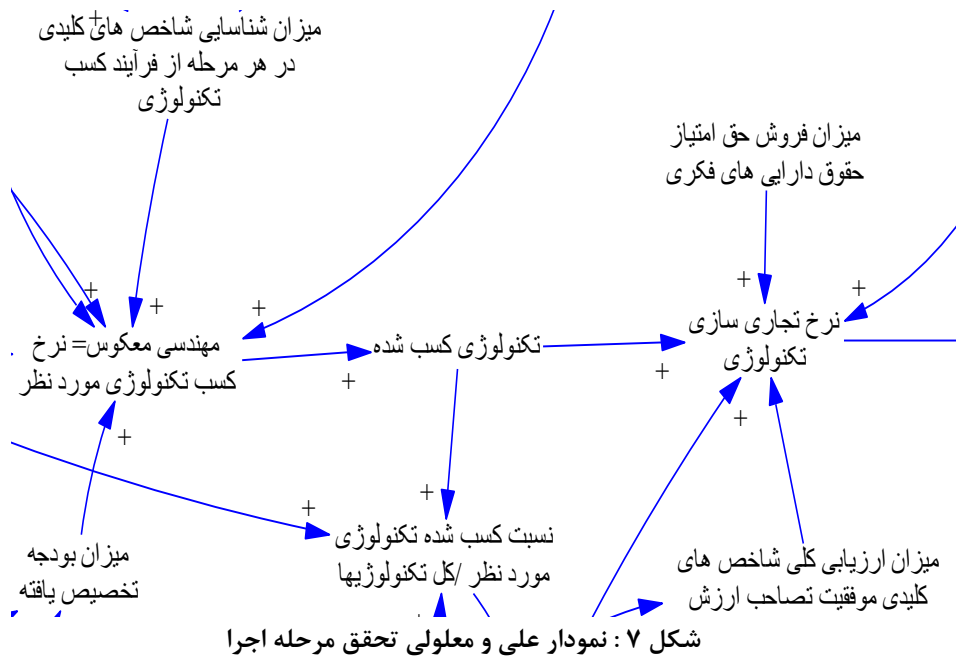 میزان شناسایی شاخص های کلیدی
در هر مرحله از فرآیند کسب
تکنولوژی
+
میزان فروش حق امتیاز
حقوق دارایی های فکری
+
+
+
+
+
مهندسی معکوس= نرخ
کسب تکنولوژی مورد نظر
تکنولوژی کسب شده
نرخ تجاری سازی
تکنولوژی
+
+
+
+
+
+
میزان بودجه
تخصیص یافته
نسبت کسب شده تکنولوژی
مورد نظر /کل تکنولوژیها
میزان ارزیابی کلی شاخص های
کلیدی موفقیت تصاحب ارزش
+
شکل ۷ : نمودار علی و معلولی تحقق مرحله اجرا